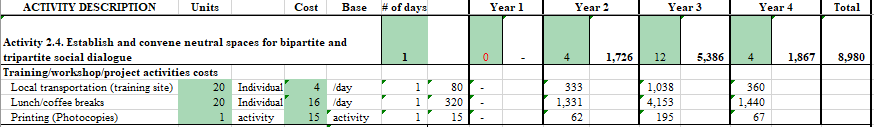 ACTIVITY DESCRIPTION Units Cost Base # of days Year 1 Year 2 Year 3 Year 4 Total
Activity 2.4. Establish and convene neutral spaces for bipartite and
tripartite social dialogue 1 0 - 4 1,726 12 5,386 4 1,867 8,980
Training/workshop/project activities costs
Local transportation (training site) 20 Individual 4 /day 1 80 - 333 1,038 360
Lunch/coffee breaks 20 Individual 16 /day 1 320 - 1,331 4,153 1,440
Printing (Photocopies) 1 activity 15 activity 1 15 - 62 195 67